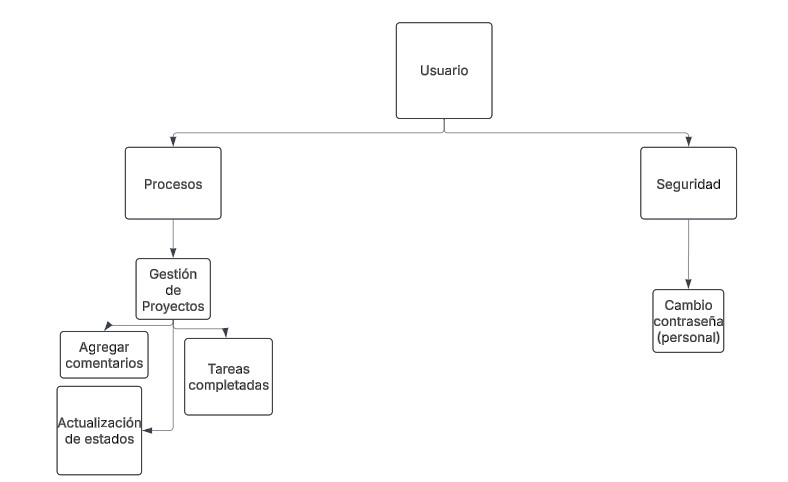 Usuario
Procesos
Seguridad
Gestión
de
Proyectos
Cambio
contraseña
(personal)
Agregar
comentarios
Tareas
completadas
Actualización
de estados